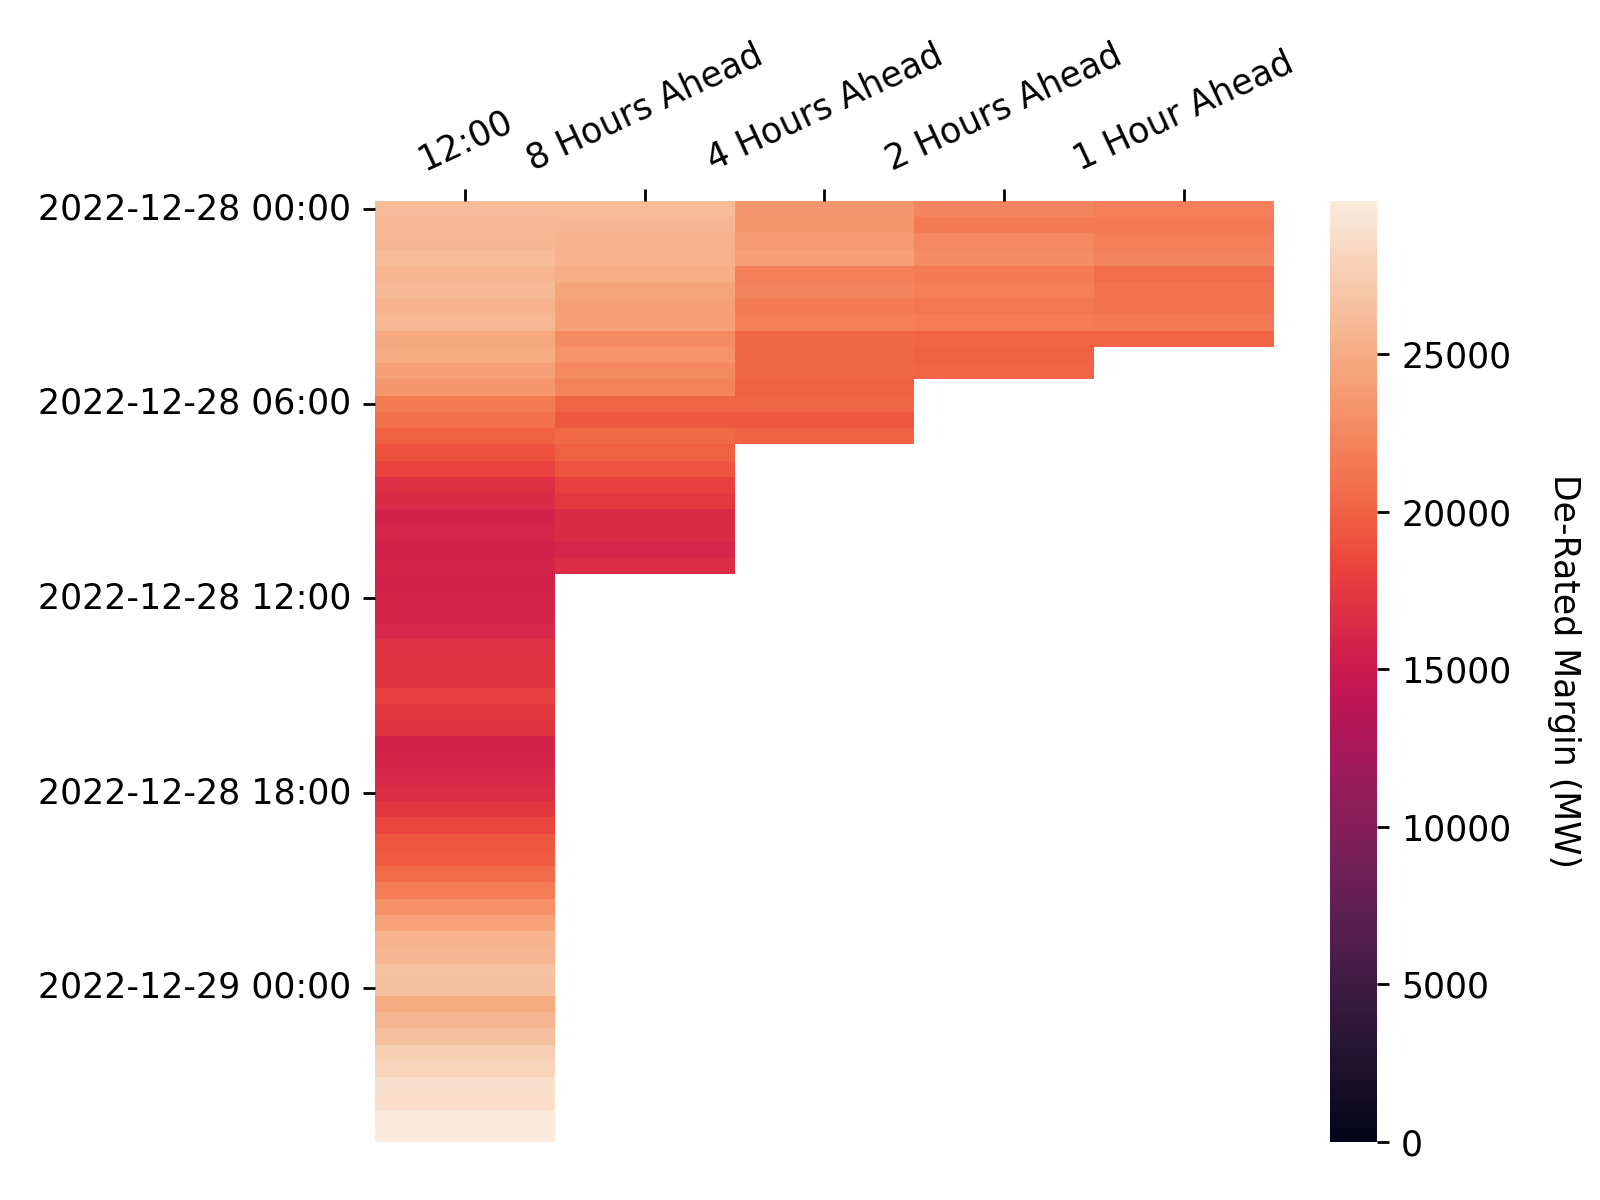 12:00
8 Hours Ahead
4 Hours Ahead
2 Hours Ahead
1 Hour Ahead
2022-12-28 00:00
2022-12-28 06:00
2022-12-28 12:00
2022-12-28 18:00
2022-12-29 00:00
25000
20000
15000
10000
5000
0
De-Rated Margin (MW)